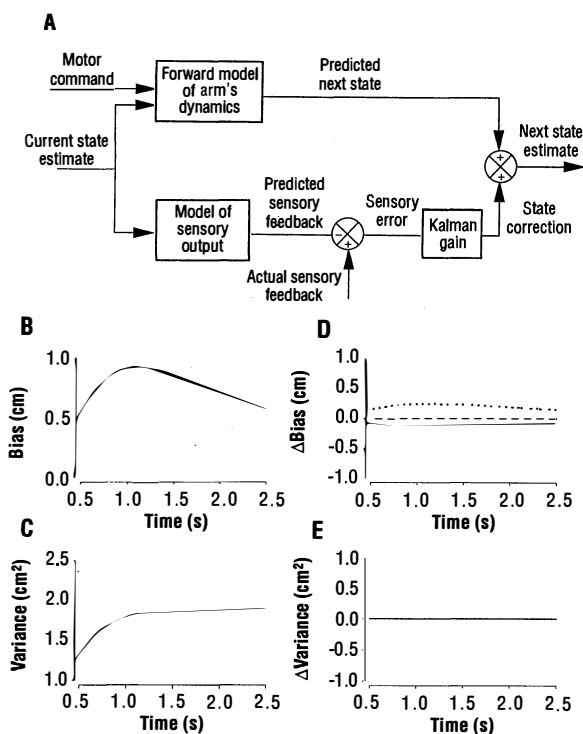 A
Motor
command
Forward model
of arm's
dynamics
Predicted
next state
Current state
estimate
+
+
Next state
estimate
Model of
sensory
output
Predicted
sensory
feedback
−
+
Sensory
error
Kalman
gain
State
correction
Actual sensory
feedback
B
Bias (cm)
1.0
0.5
0.0
0.5 1.0 1.5 2.0 2.5
Time (s)
D
ΔBias (cm)
1.0
0.5
0.0
-0.5
-1.0
0.5 1.0 1.5 2.0 2.5
Time (s)
C
Variance (cm²)
2.5
2.0
1.5
1.0
0.5 1.0 1.5 2.0 2.5
Time (s)
E
ΔVariance (cm²)
1.0
0.5
0.0
-0.5
-1.0
0.5 1.0 1.5 2.0 2.5
Time (s)